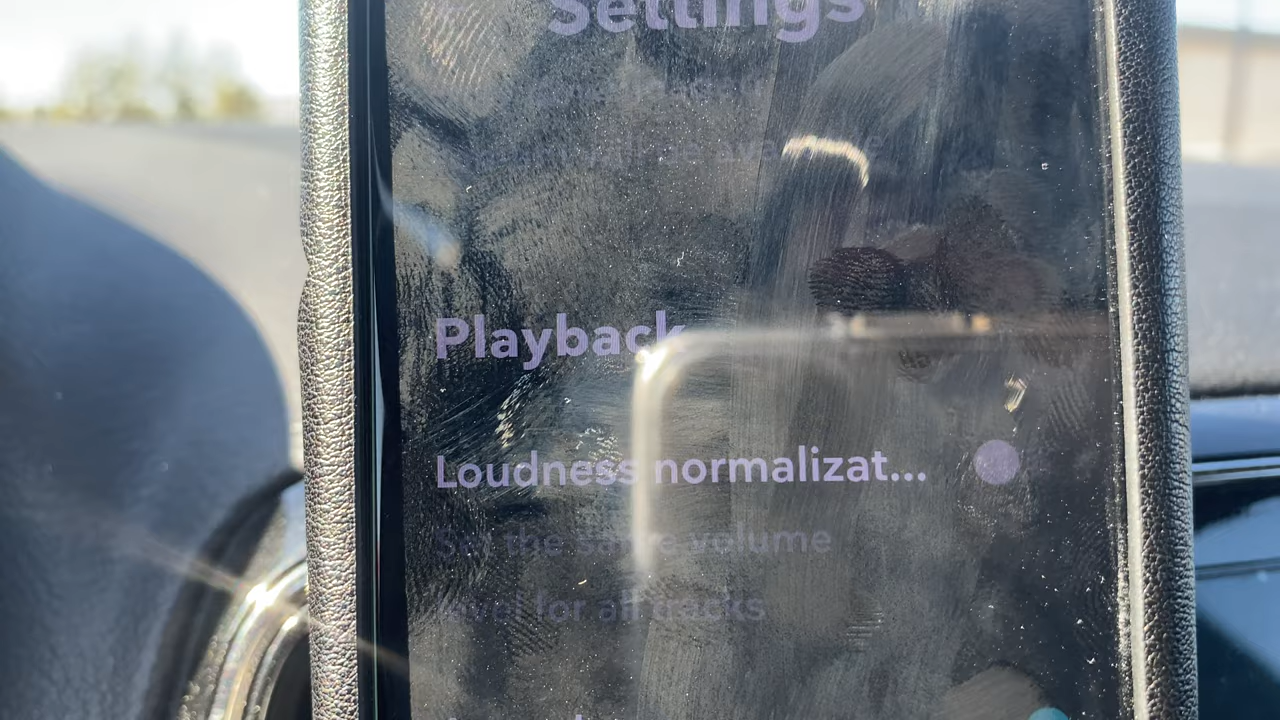 Settings
Playback
Loudness normalizat...
Set the same volume
level for all tracks